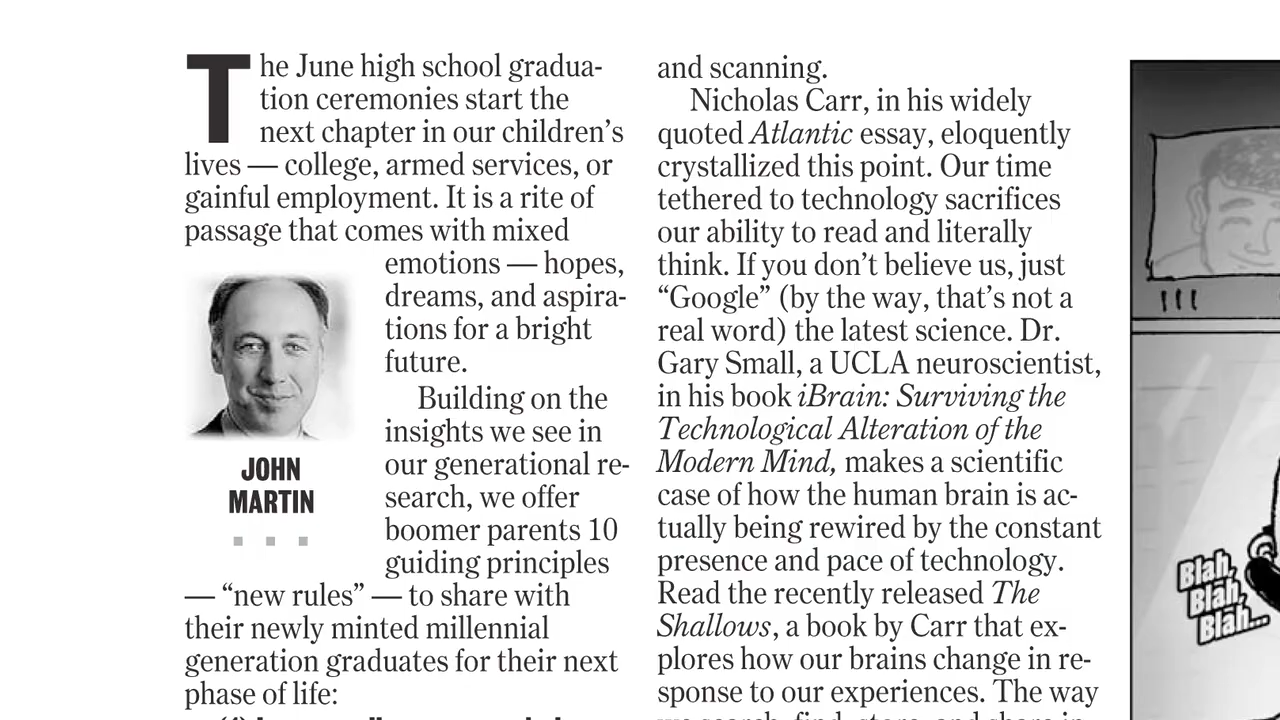 The June high school gradua-
tion ceremonies start the
next chapter in our children’s
lives — college, armed services, or
gainful employment. It is a rite of
passage that comes with mixed
emotions — hopes,
dreams, and aspira-
tions for a bright
future.
Building on the
insights we see in
our generational re-
search, we offer
boomer parents 10
guiding principles
— “new rules” — to share with
their newly minted millennial
generation graduates for their next
phase of life:
JOHN
MARTIN
and scanning.
Nicholas Carr, in his widely
quoted Atlantic essay, eloquently
crystallized this point. Our time
tethered to technology sacrifices
our ability to read and literally
think. If you don’t believe us, just
“Google” (by the way, that’s not a
real word) the latest science. Dr.
Gary Small, a UCLA neuroscientist,
in his book iBrain: Surviving the
Technological Alteration of the
Modern Mind, makes a scientific
case of how the human brain is ac-
tually being rewired by the constant
presence and pace of technology.
Read the recently released The
Shallows, a book by Carr that ex-
plores how our brains change in re-
sponse to our experiences. The way
we search, find, store, and share in-
Blah,
Blah,
Blah...